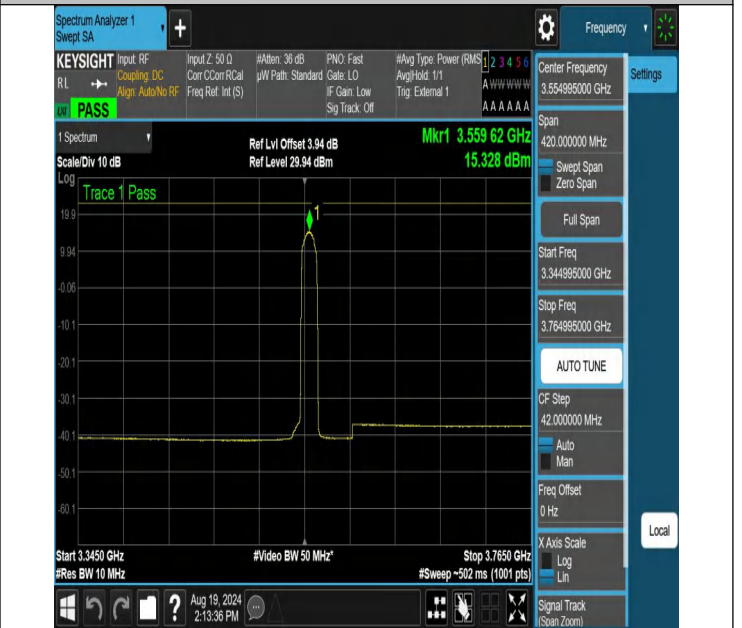 Spectrum Analyzer 1
Swept SA
+
Frequency
KEYSIGHT
RL
PASS
Input: RF
Coupling: DC
Align: Auto/No RF
Input Z: 50 Ω
Corr CCorr RCal
Freq Ref: Int (S)
#Atten: 36 dB
µW Path: Standard
PNO: Fast
Gate: LO
IF Gain: Low
Sig Track: Off
#Avg Type: Power (RMS
Avg|Hold: 1/1
Trig: External 1
1 2 3 4 5 6
A W W W W W
A A A A A A
1 Spectrum
Scale/Div 10 dB
Ref Lvl Offset 3.94 dB
Ref Level 29.94 dBm
Mkr1 3.559 62 GHz
15.328 dBm
Log
Trace 1 Pass
1
19.9
9.94
-0.06
-10.1
-20.1
-30.1
-40.1
-50.1
-60.1
Start 3.3450 GHz
#Res BW 10 MHz
#Video BW 50 MHz*
Stop 3.7650 GHz
#Sweep ~502 ms (1001 pts)
Center Frequency
3.554995000 GHz
Settings
Span
420.000000 MHz
Swept Span
Zero Span
Full Span
Start Freq
3.344995000 GHz
Stop Freq
3.764995000 GHz
AUTO TUNE
CF Step
42.000000 MHz
Auto
Man
Freq Offset
0 Hz
X Axis Scale
Log
Lin
Local
Signal Track
(Span Zoom)
?
Aug 19, 2024
2:13:36 PM